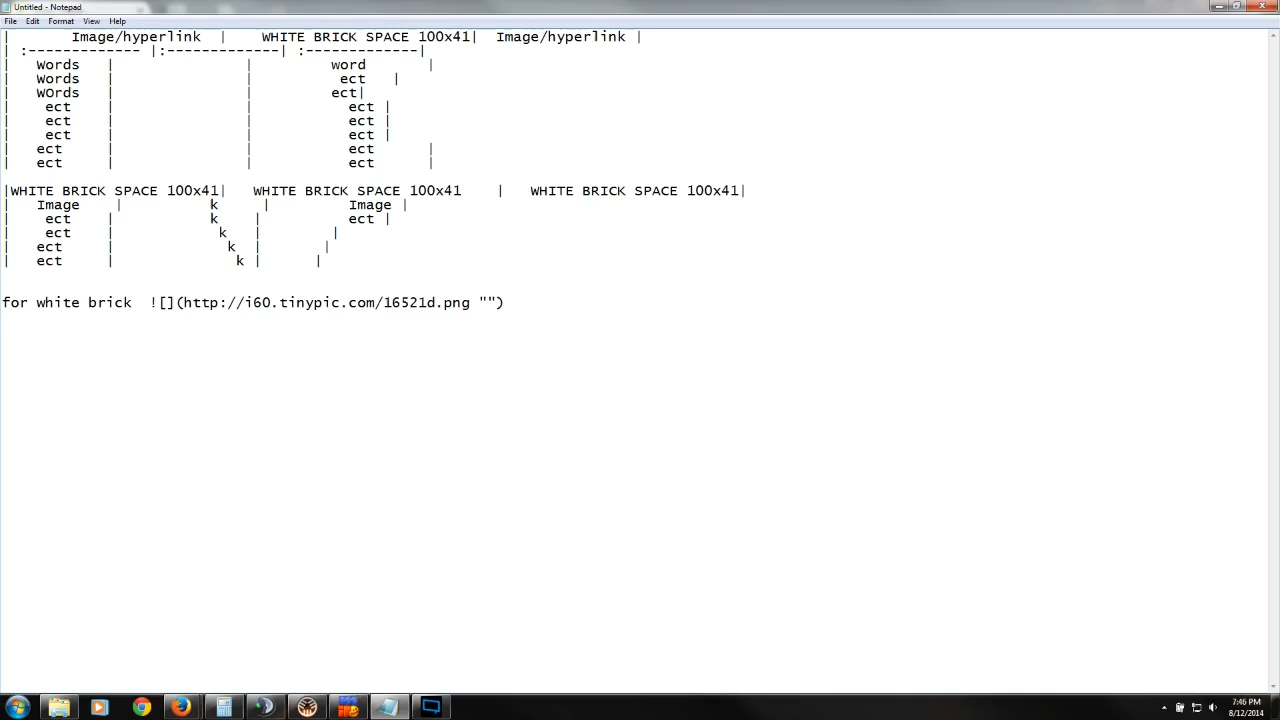 Untitled - Notepad
File Edit Format View Help
| Image/hyperlink | WHITE BRICK SPACE 100x41| Image/hyperlink |
| :------------- |:-------------| :-------------|
| Words | | word |
| Words | | ect |
| WOrds | | ect|
| ect | | ect |
| ect | | ect |
| ect | | ect |
| ect | | ect |
| ect | | ect |
|WHITE BRICK SPACE 100x41| WHITE BRICK SPACE 100x41 | WHITE BRICK SPACE 100x41|
| Image | k | Image |
| ect | k | ect |
| ect | k | |
| ect | k | |
| ect | k | |
for white brick ![](http://i60.tinypic.com/16521d.png "")
7:46 PM
8/12/2014